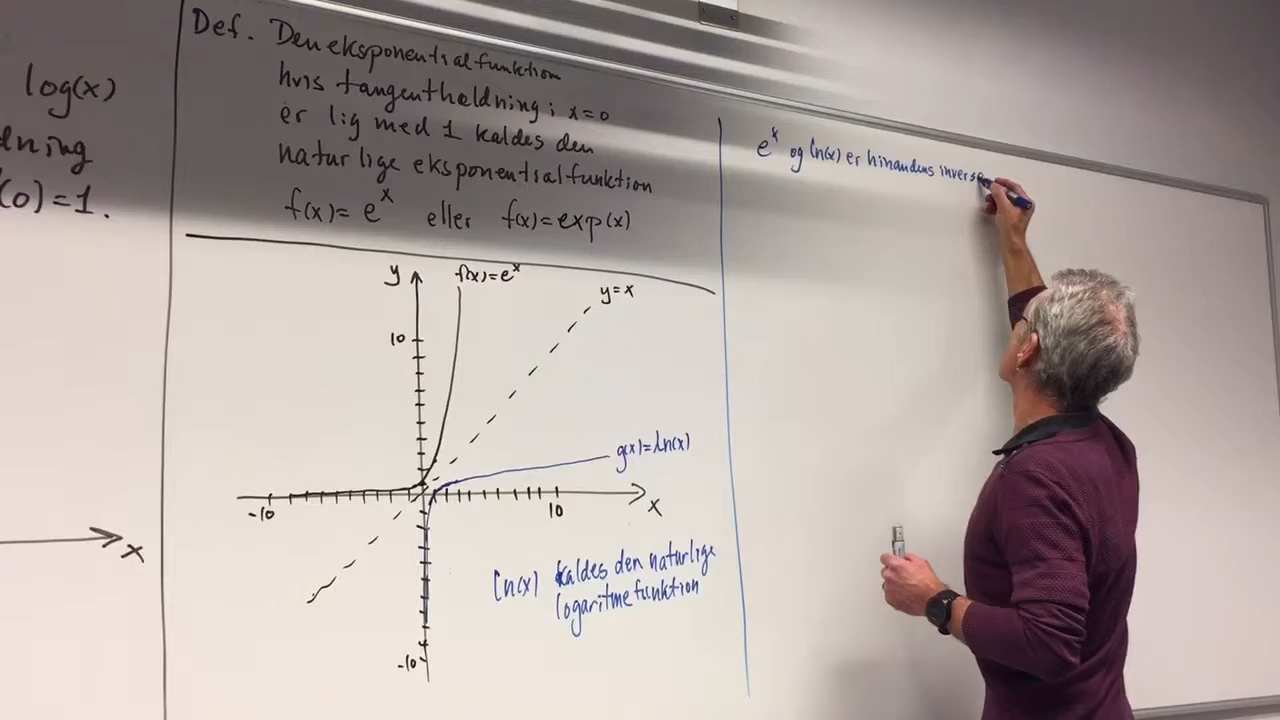 log(x)
lning
(0)=1.
x
Def. Den eksponentialfunktion
hvis tangenthældning i x=0
er lig med 1 kaldes den
naturlige eksponentialfunktion
f(x)= e^x eller f(x)=exp(x)
y
f(x)=e^x
y=x
10
g(x)=ln(x)
-10
10
x
ln(x) kaldes den naturlige
logaritmefunktion
-10
e^x og ln(x) er hinandens inverse